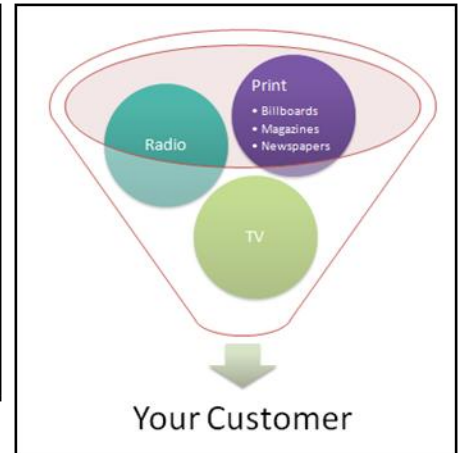 Print
• Billboards
• Magazines
• Newspapers
Radio
TV
Your Customer